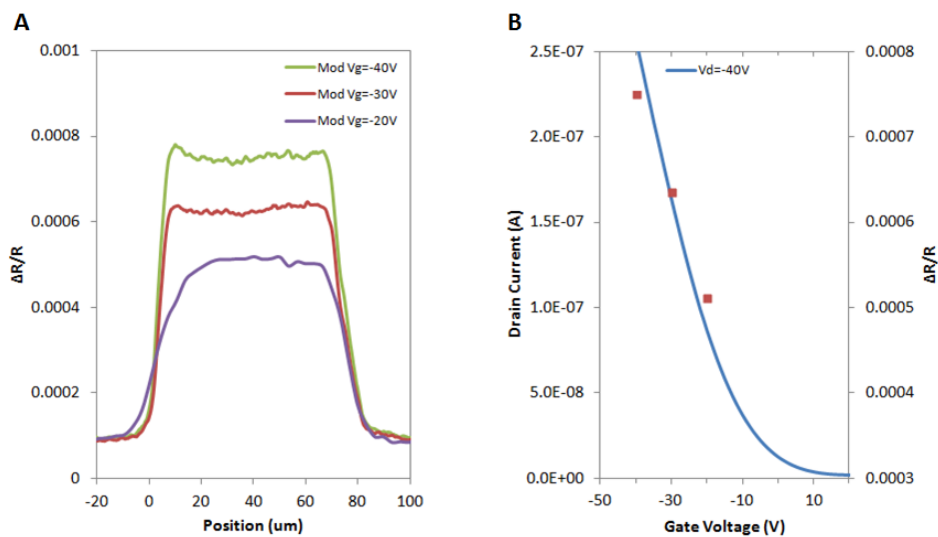 A
0.001
0.0008
0.0006
0.0004
0.0002
0
ΔR/R
-20
0
20
40
60
80
100
Position (um)
Mod Vg=-40V
Mod Vg=-30V
Mod Vg=-20V
B
2.5E-07
2.0E-07
1.5E-07
1.0E-07
5.0E-08
0.0E+00
Drain Current (A)
-50
-30
-10
10
Gate Voltage (V)
Vd=-40V
0.0008
0.0007
0.0006
0.0005
0.0004
0.0003
ΔR/R